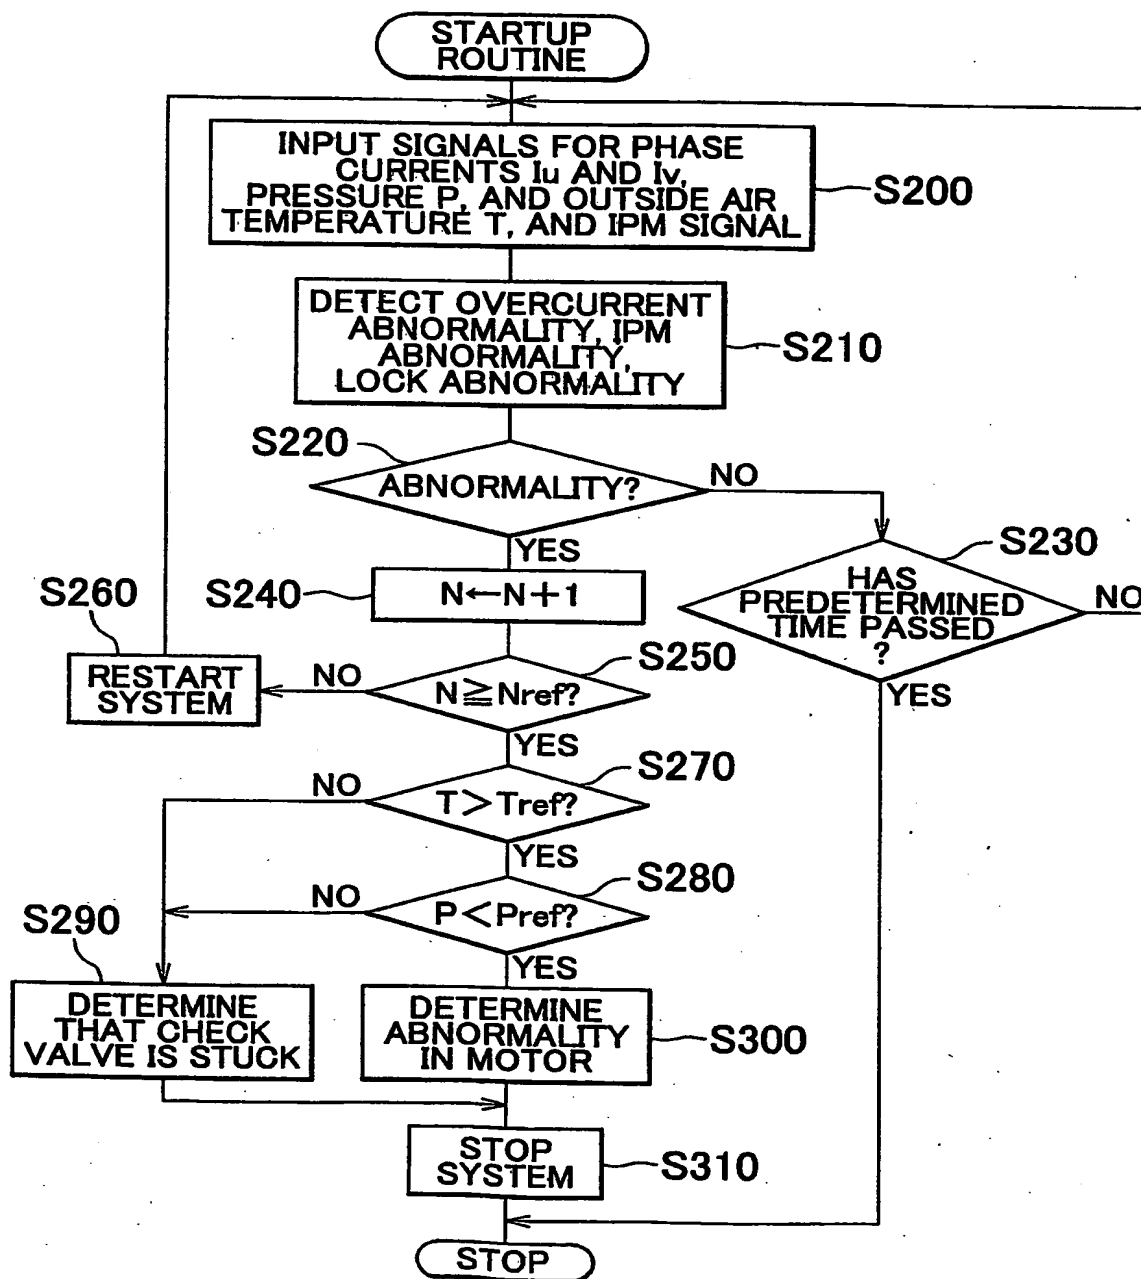 STARTUP
ROUTINE
INPUT SIGNALS FOR PHASE
CURRENTS Iu AND Iv,
PRESSURE P, AND OUTSIDE AIR
TEMPERATURE T, AND IPM SIGNAL
S200
DETECT OVERCURRENT
ABNORMALITY, IPM
ABNORMALITY,
LOCK ABNORMALITY
S210
S220
ABNORMALITY?
NO
YES
S230
HAS
PREDETERMINED
TIME PASSED
?
NO
YES
S240
N←N+1
S260
RESTART
SYSTEM
NO
S250
N≧Nref?
YES
S270
NO
T>Tref?
YES
S280
NO
P<Pref?
YES
S290
DETERMINE
THAT CHECK
VALVE IS STUCK
DETERMINE
ABNORMALITY
IN MOTOR
S300
STOP
SYSTEM
S310
STOP